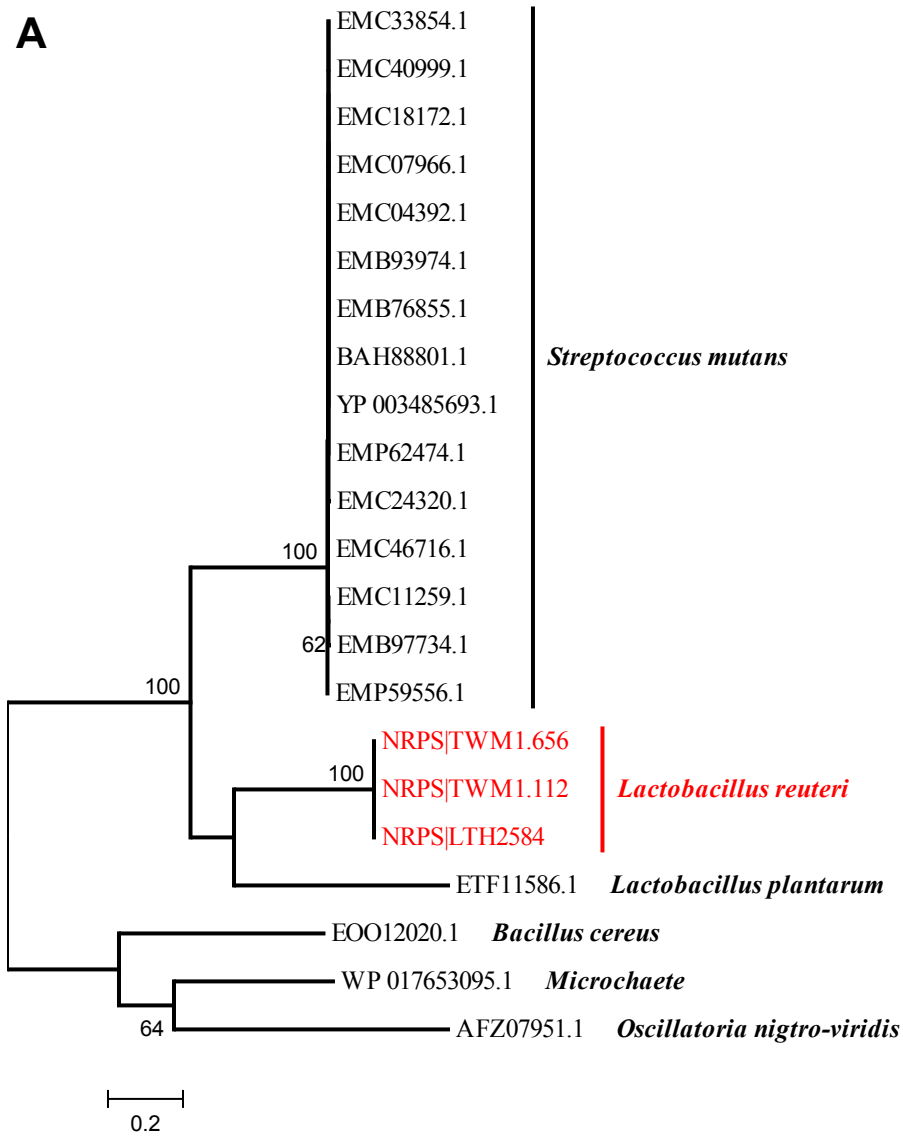 A
EMC33854.1
EMC40999.1
EMC18172.1
EMC07966.1
EMC04392.1
EMB93974.1
EMB76855.1
BAH88801.1 Streptococcus mutans
YP 003485693.1
EMP62474.1
EMC24320.1
EMC46716.1
100
EMC11259.1
62 EMB97734.1
EMP59556.1
100
NRPS|TWM1.656
100 NRPS|TWM1.112 Lactobacillus reuteri
NRPS|LTH2584
ETF11586.1 Lactobacillus plantarum
EOO12020.1 Bacillus cereus
WP 017653095.1 Microchaete
64 AFZ07951.1 Oscillatoria nigtro-viridis
0.2